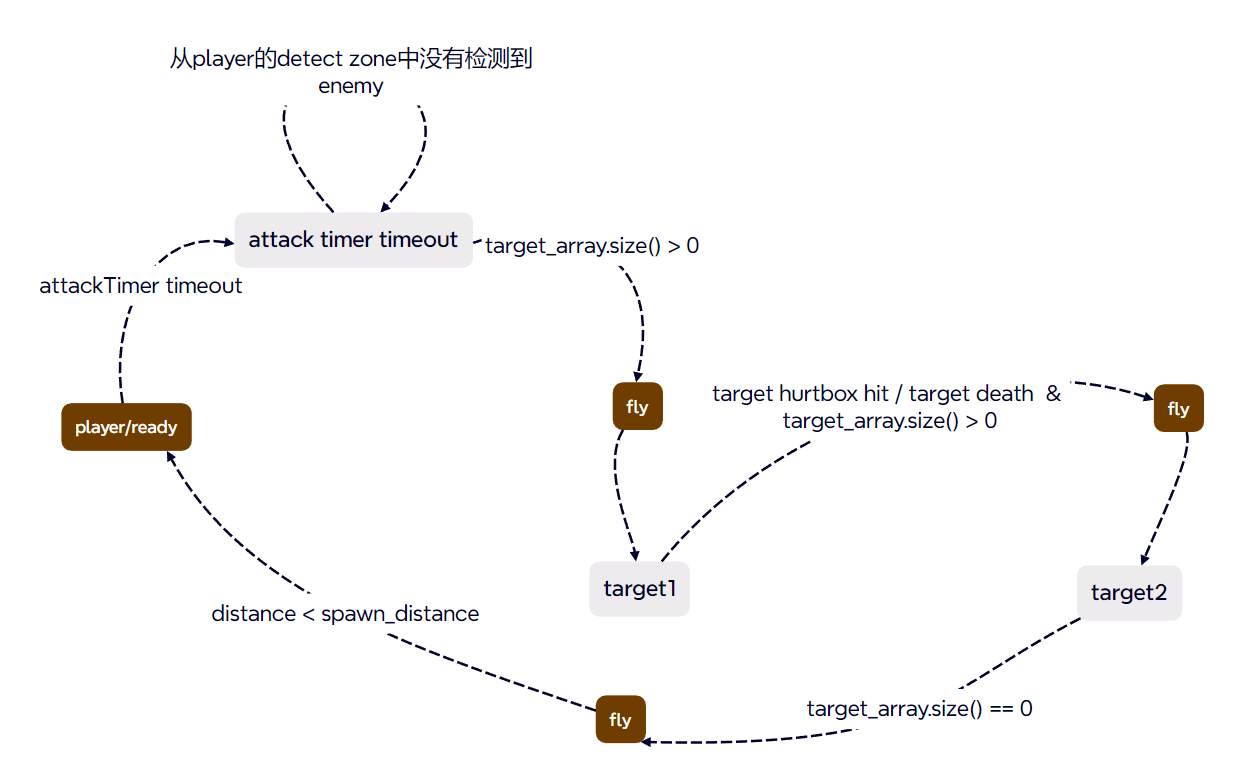 从player的detect zone中没有检测到
enemy
attack timer timeout
target_array.size() > 0
attackTimer timeout
player/ready
fly
target hurtbox hit / target death &
target_array.size() > 0
fly
target1
target2
distance < spawn_distance
fly
target_array.size() == 0